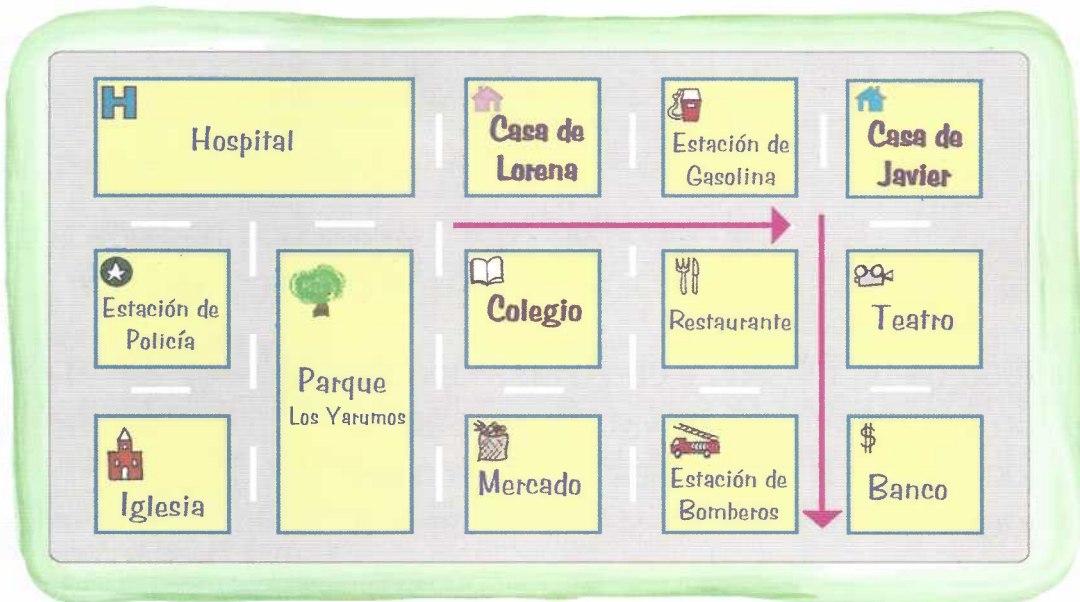 H
Hospital
Casa de
Lorena
Estación de
Gasolina
Casa de
Javier
Estación de
Policía
Parque
Los Yarumos
Colegio
Restaurante
Teatro
Iglesia
Mercado
Estación de
Bomberos
$
Banco